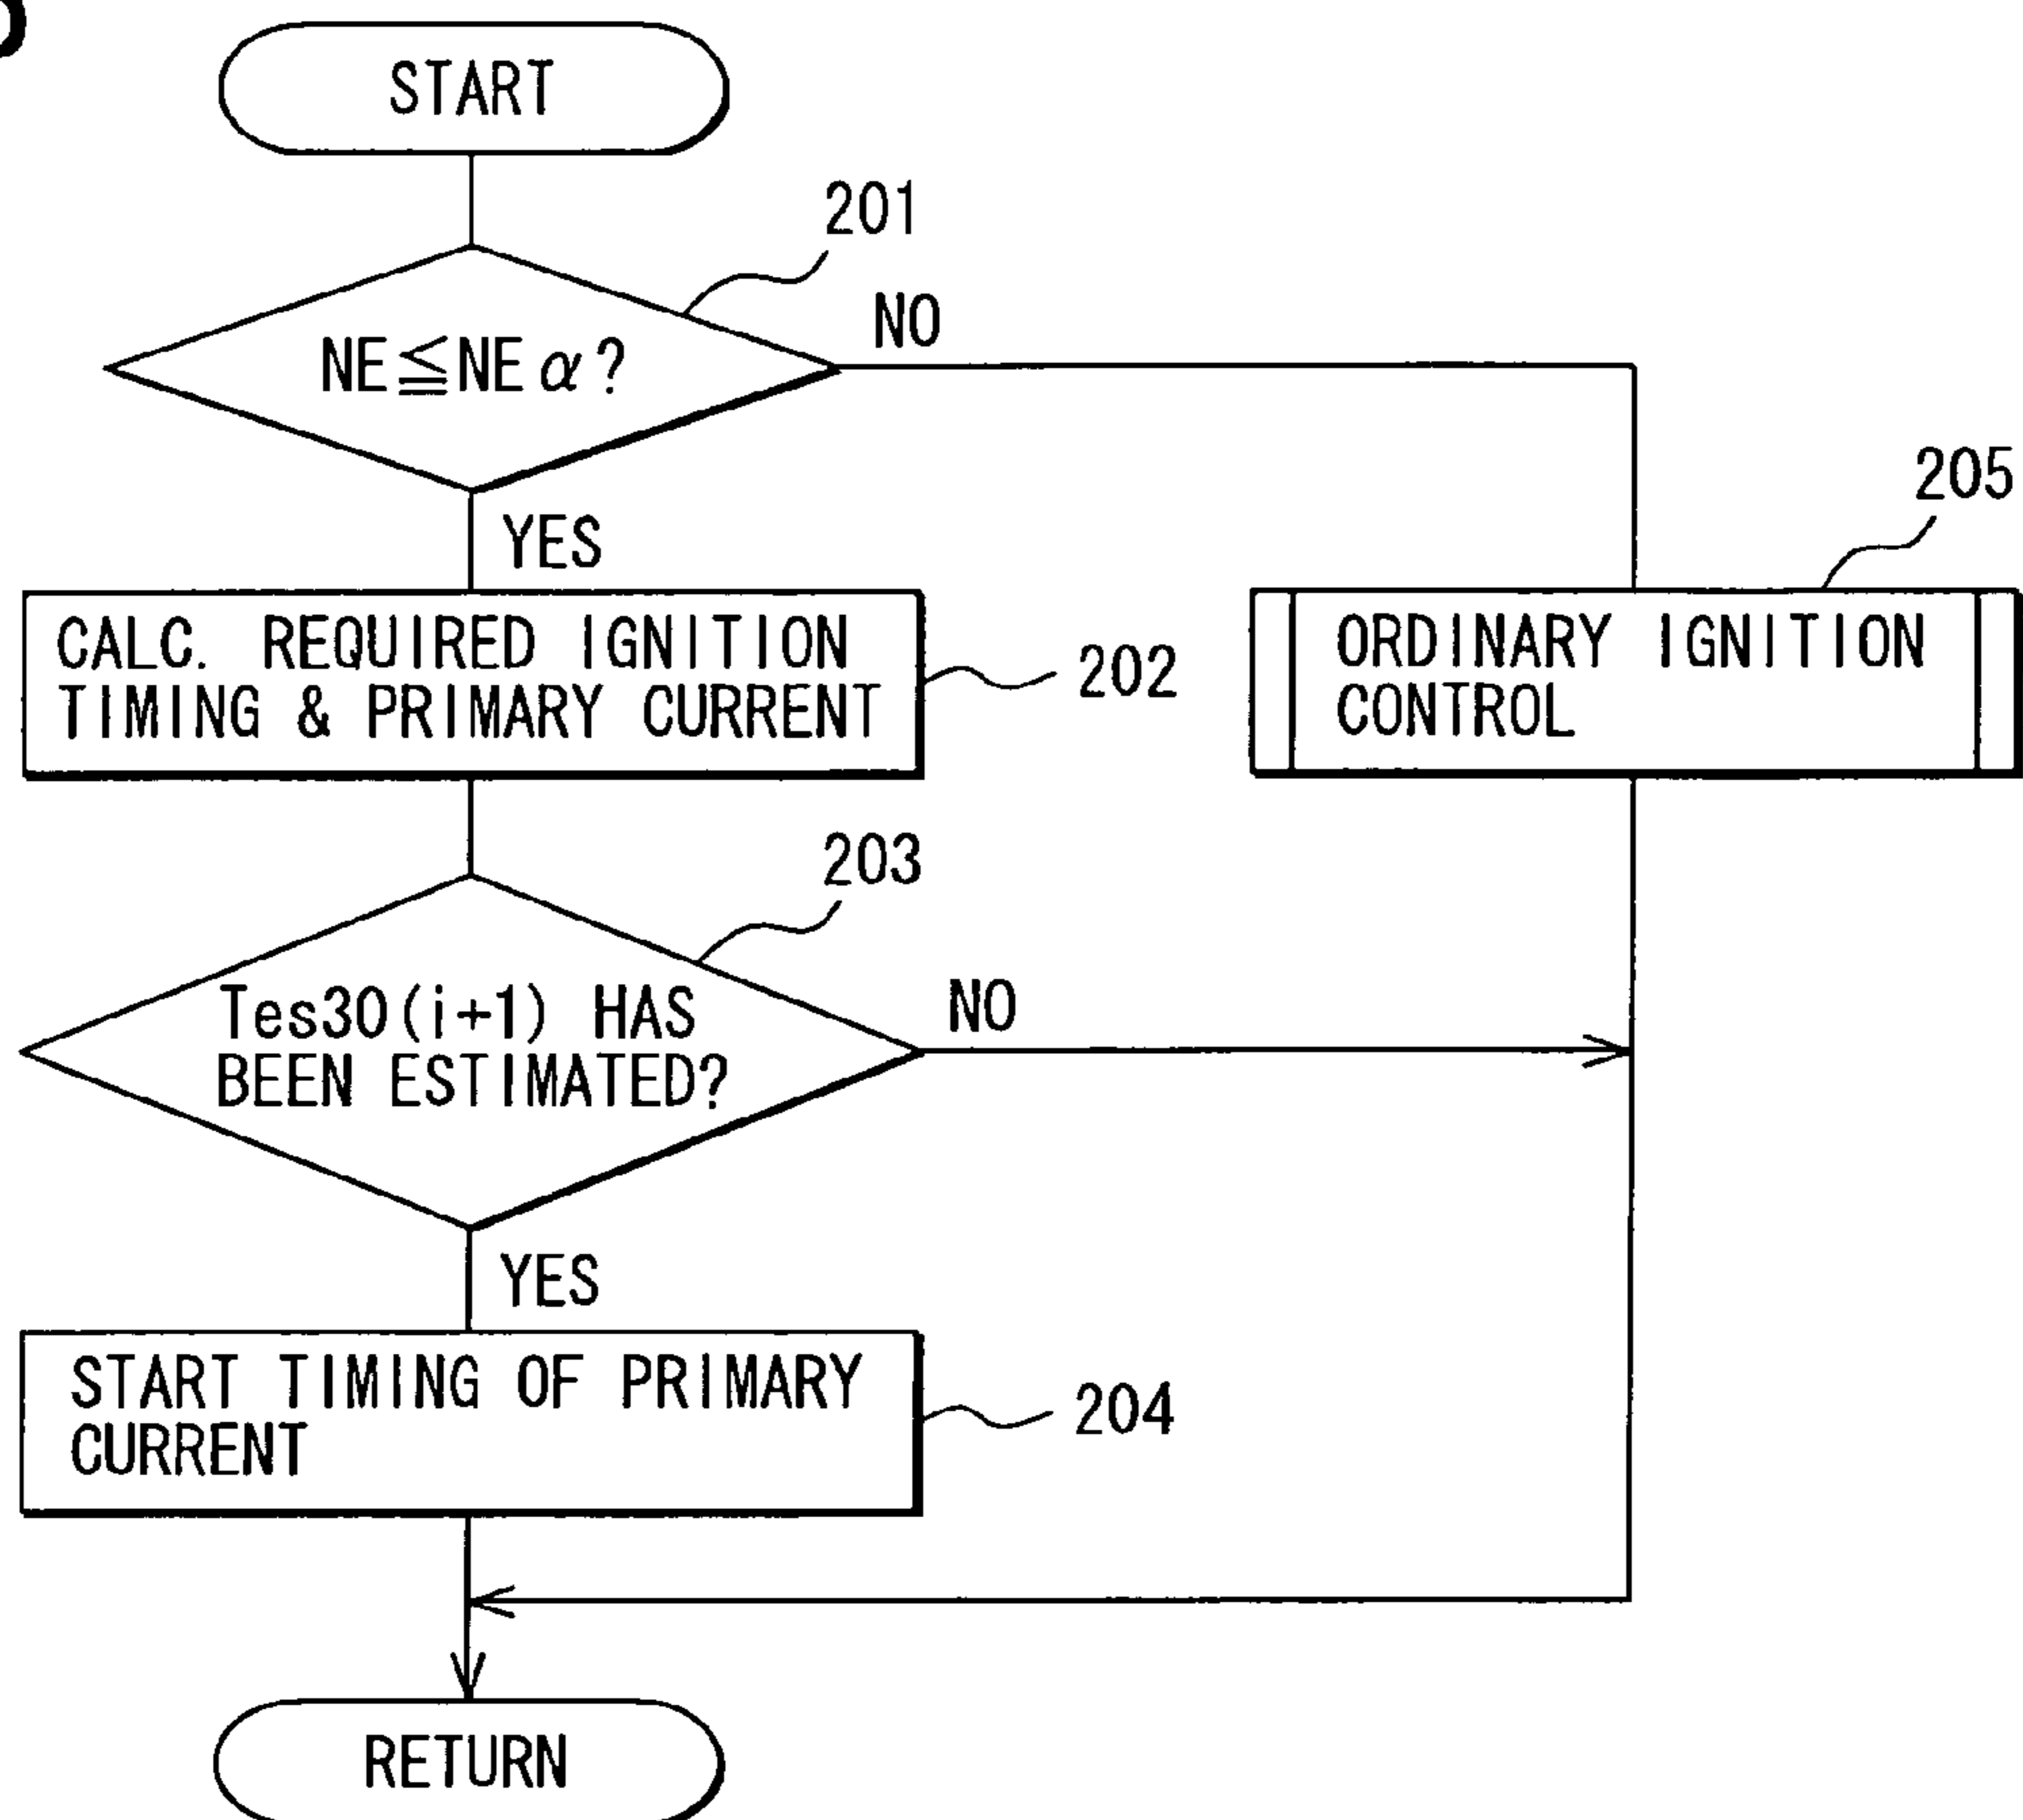 START
201
NE≦NEα?
NO
YES
205
CALC. REQUIRED IGNITION
TIMING & PRIMARY CURRENT
202
ORDINARY IGNITION
CONTROL
203
Tes30(i+1) HAS
BEEN ESTIMATED?
NO
YES
START TIMING OF PRIMARY
CURRENT
204
RETURN